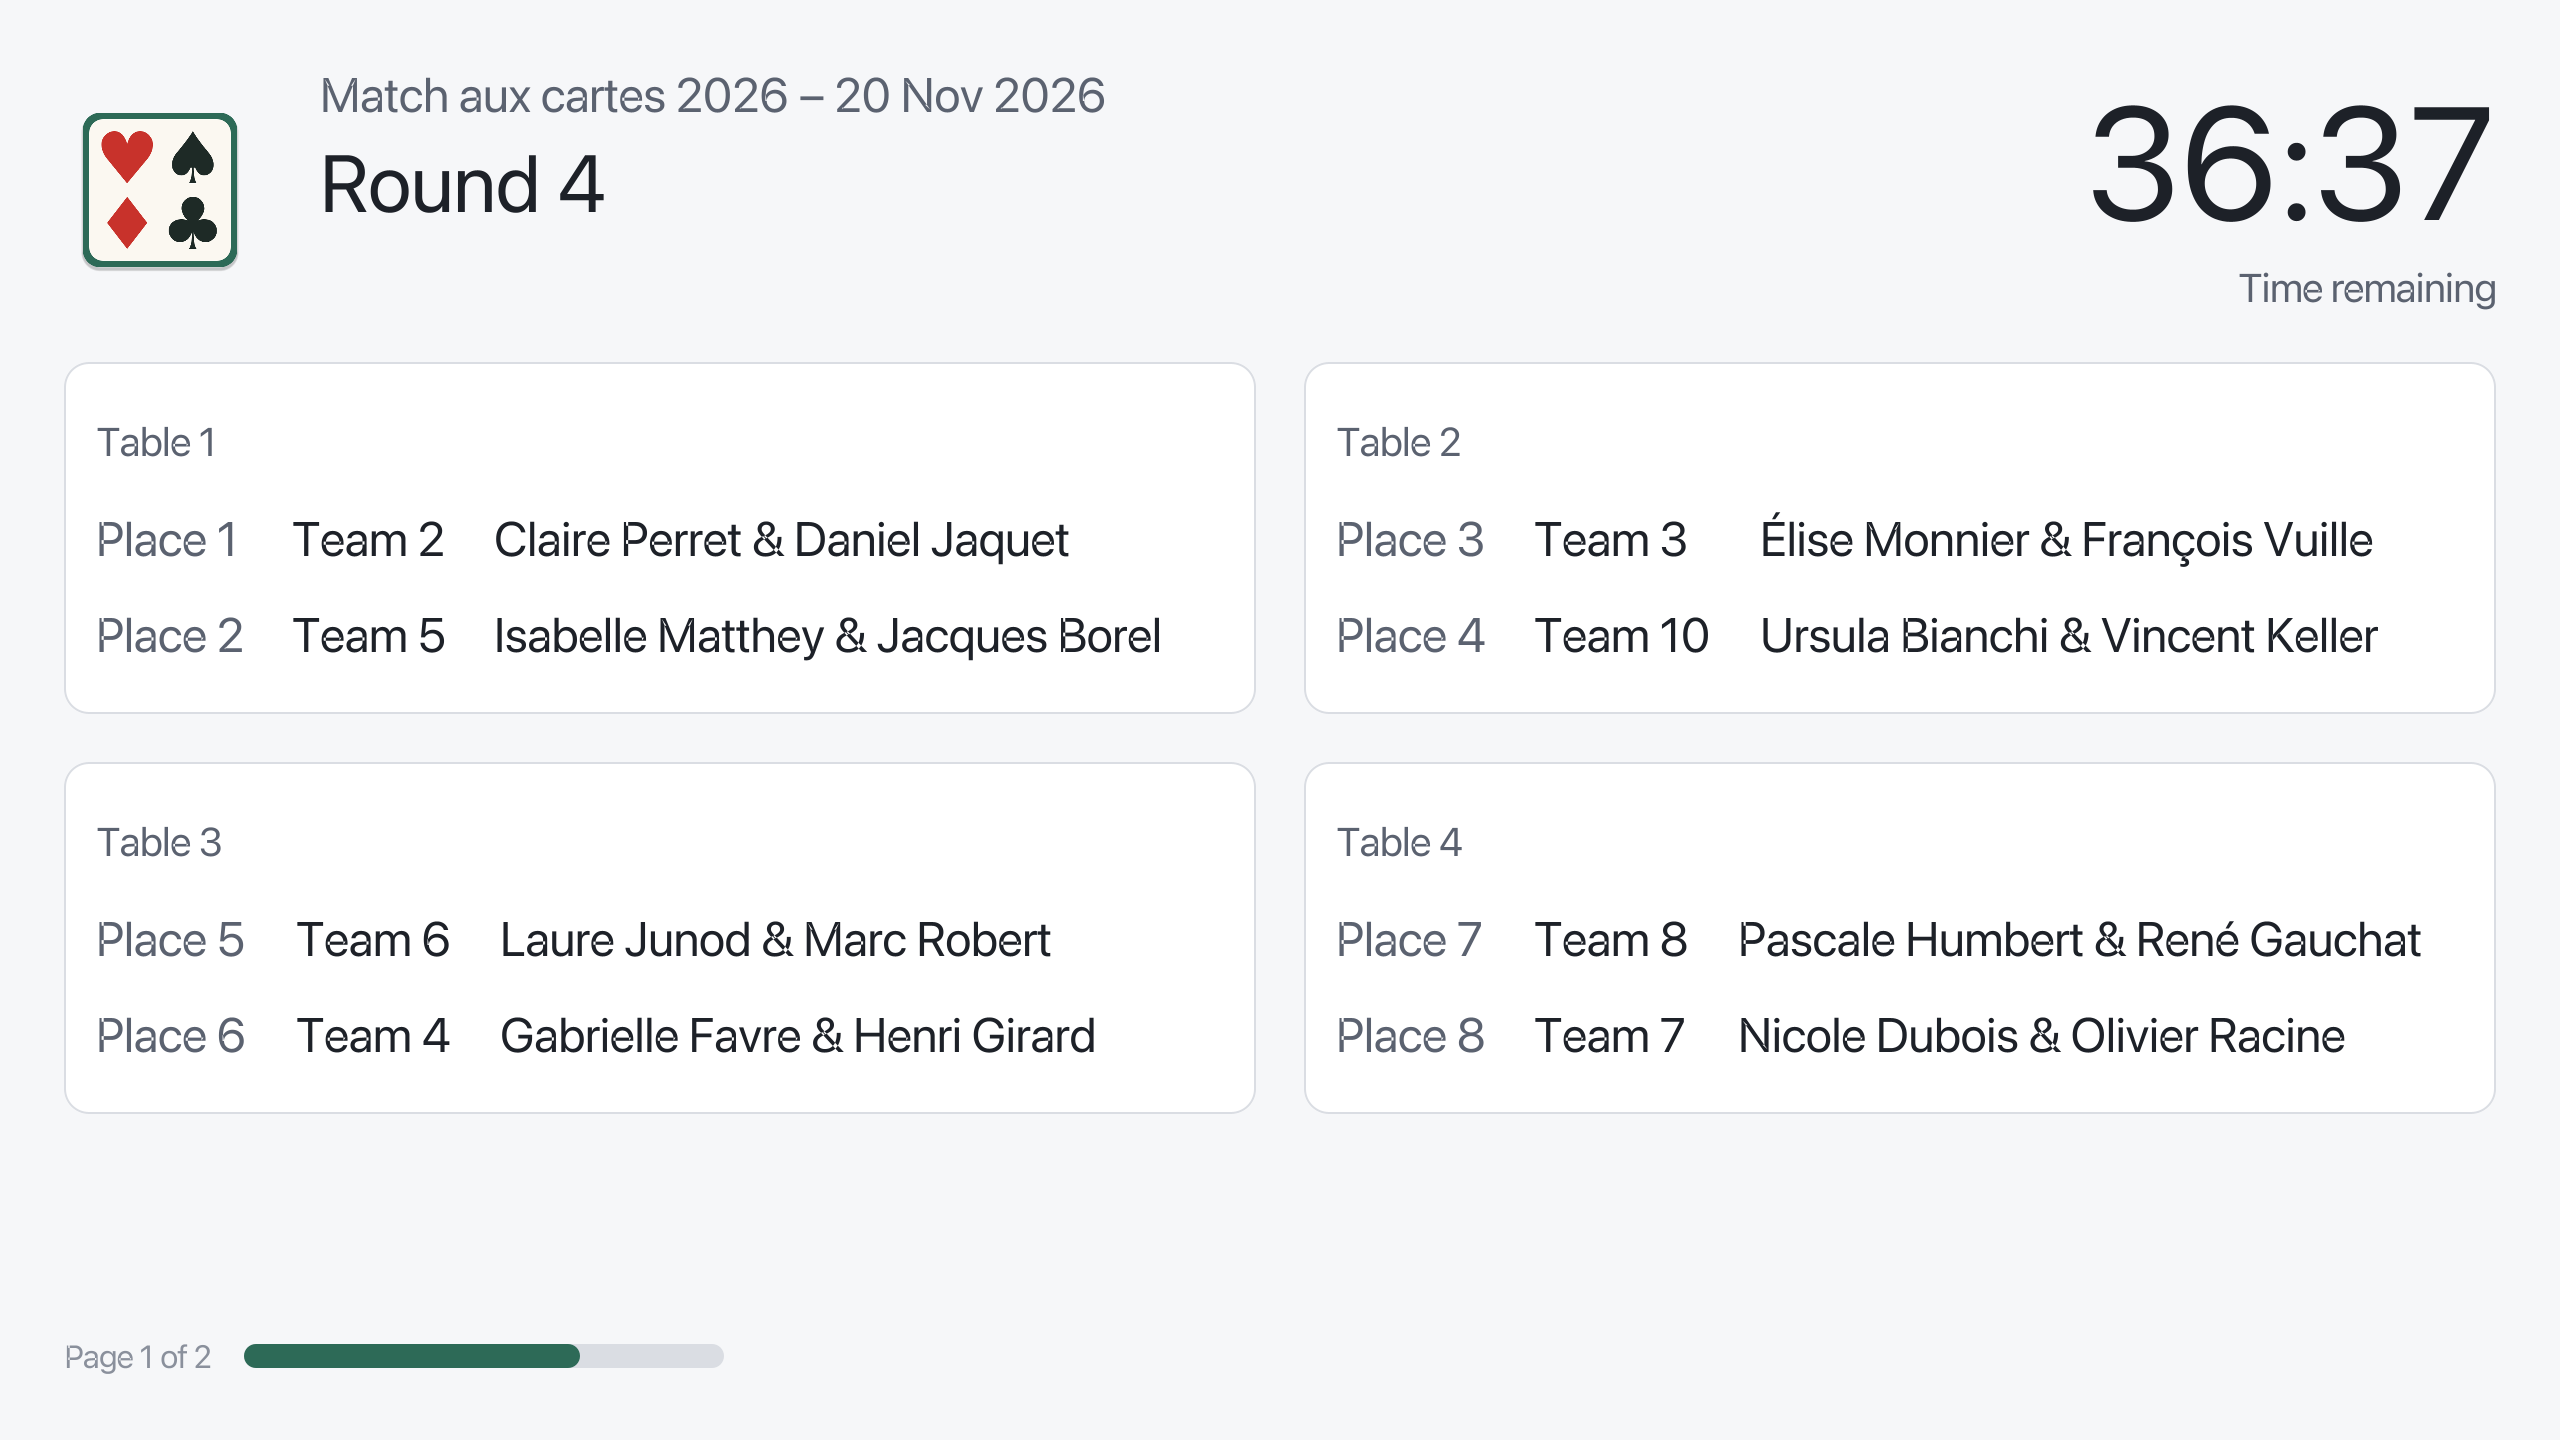 Match aux cartes 2026 – 20 Nov 2026
Round 4
36:37
Time remaining
Table 1
Place 1 Team 2 Claire Perret & Daniel Jaquet
Place 2 Team 5 Isabelle Matthey & Jacques Borel
Table 2
Place 3 Team 3 Élise Monnier & François Vuille
Place 4 Team 10 Ursula Bianchi & Vincent Keller
Table 3
Place 5 Team 6 Laure Junod & Marc Robert
Place 6 Team 4 Gabrielle Favre & Henri Girard
Table 4
Place 7 Team 8 Pascale Humbert & René Gauchat
Place 8 Team 7 Nicole Dubois & Olivier Racine
Page 1 of 2